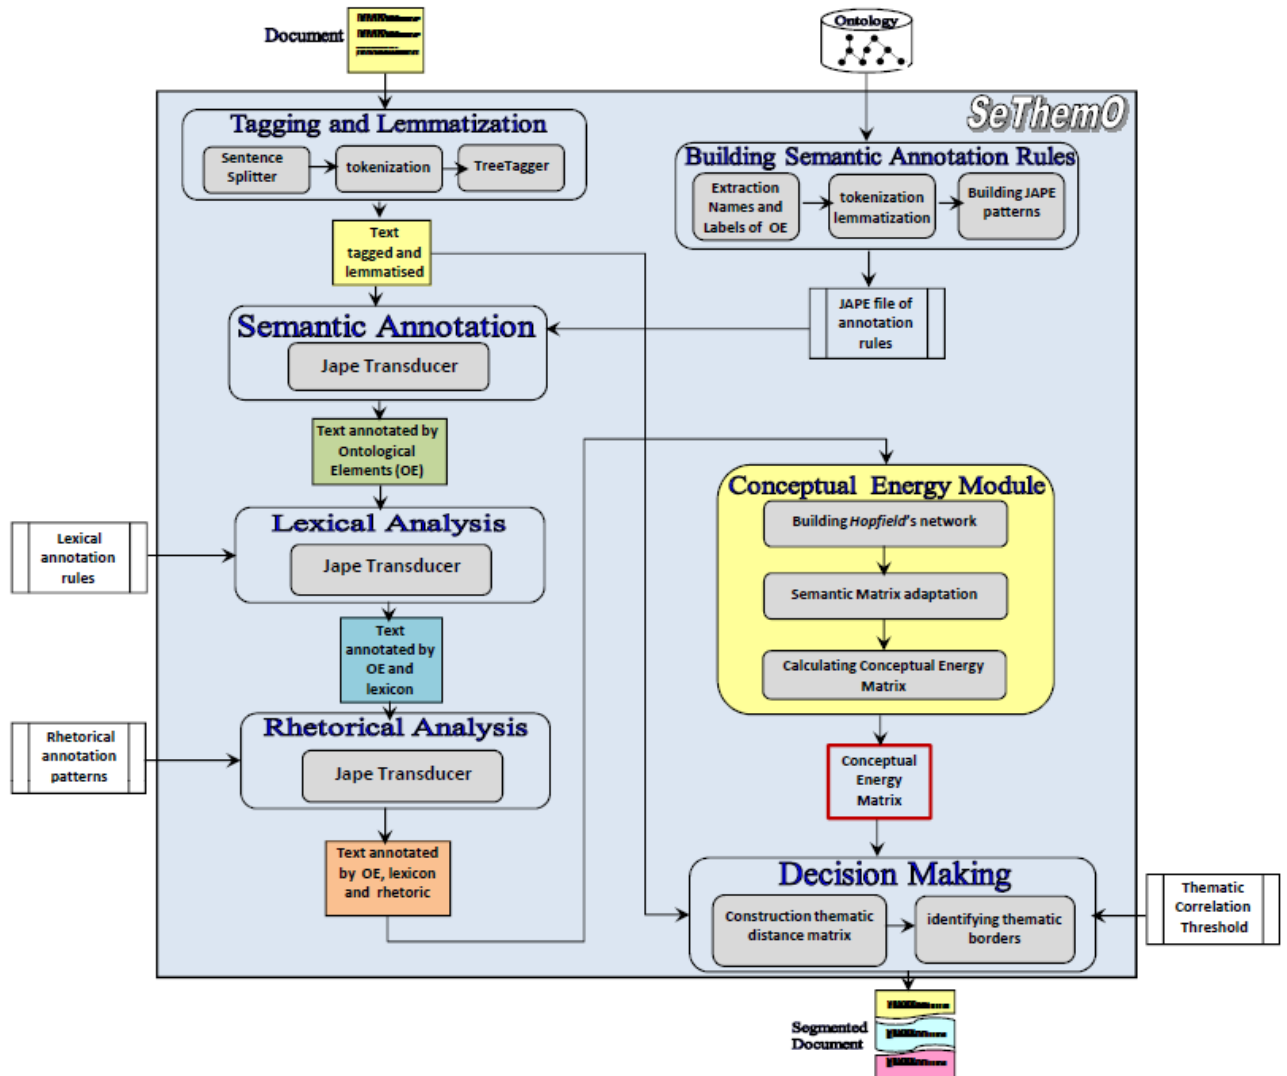 Document
Ontology
SeThemO
Tagging and Lemmatization
Sentence
Splitter
tokenization
TreeTagger
Building Semantic Annotation Rules
Extraction
Names and
Labels of OE
tokenization
lemmatization
Building JAPE
patterns
Text
tagged and
lemmatised
JAPE file of
annotation
rules
Semantic Annotation
Jape Transducer
Text annotated by
Ontological
Elements (OE)
Lexical
annotation
rules
Lexical Analysis
Jape Transducer
Text
annotated by
OE and
lexicon
Rhetorical
annotation
patterns
Rhetorical Analysis
Jape Transducer
Text annotated
by OE, lexicon
and rhetoric
Conceptual Energy Module
Building Hopfield's network
Semantic Matrix adaptation
Calculating Conceptual Energy
Matrix
Conceptual
Energy
Matrix
Decision Making
Construction thematic
distance matrix
identifying thematic
borders
Thematic
Correlation
Threshold
Segmented
Document